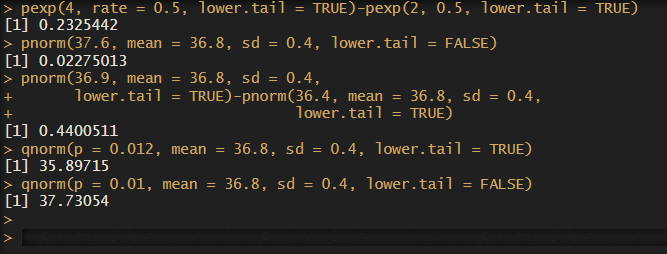 > pexp(4, rate = 0.5, lower.tail = TRUE)-pexp(2, 0.5, lower.tail = TRUE)
[1] 0.2325442
> pnorm(37.6, mean = 36.8, sd = 0.4, lower.tail = FALSE)
[1] 0.02275013
> pnorm(36.9, mean = 36.8, sd = 0.4,
+       lower.tail = TRUE)-pnorm(36.4, mean = 36.8, sd = 0.4,
+                                lower.tail = TRUE)
[1] 0.4400511
> qnorm(p = 0.012, mean = 36.8, sd = 0.4, lower.tail = TRUE)
[1] 35.89715
> qnorm(p = 0.01, mean = 36.8, sd = 0.4, lower.tail = FALSE)
[1] 37.73054
>
>